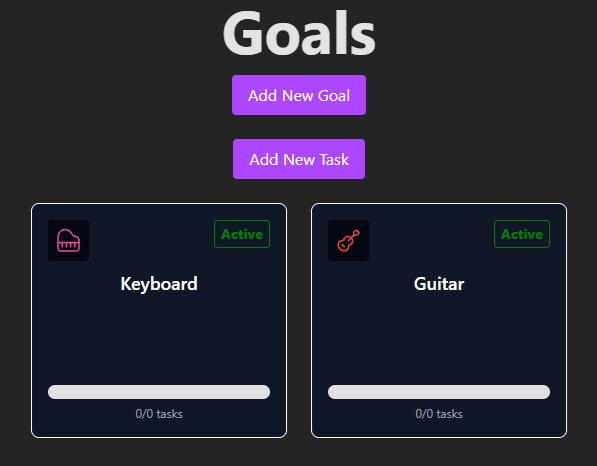 Goals
Add New Goal
Add New Task
Active
Keyboard
0/0 tasks
Active
Guitar
0/0 tasks